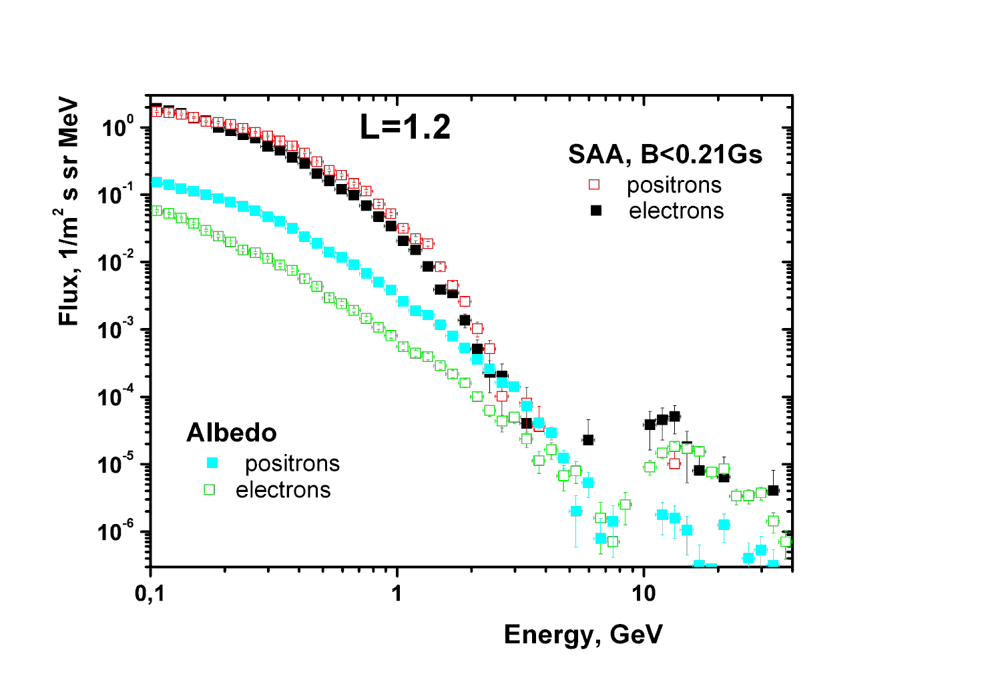 L=1.2
SAA, B<0.21Gs
positrons
electrons
Albedo
positrons
electrons
Flux, 1/m² s sr MeV
10⁰
10⁻¹
10⁻²
10⁻³
10⁻⁴
10⁻⁵
10⁻⁶
0,1 1 10
Energy, GeV